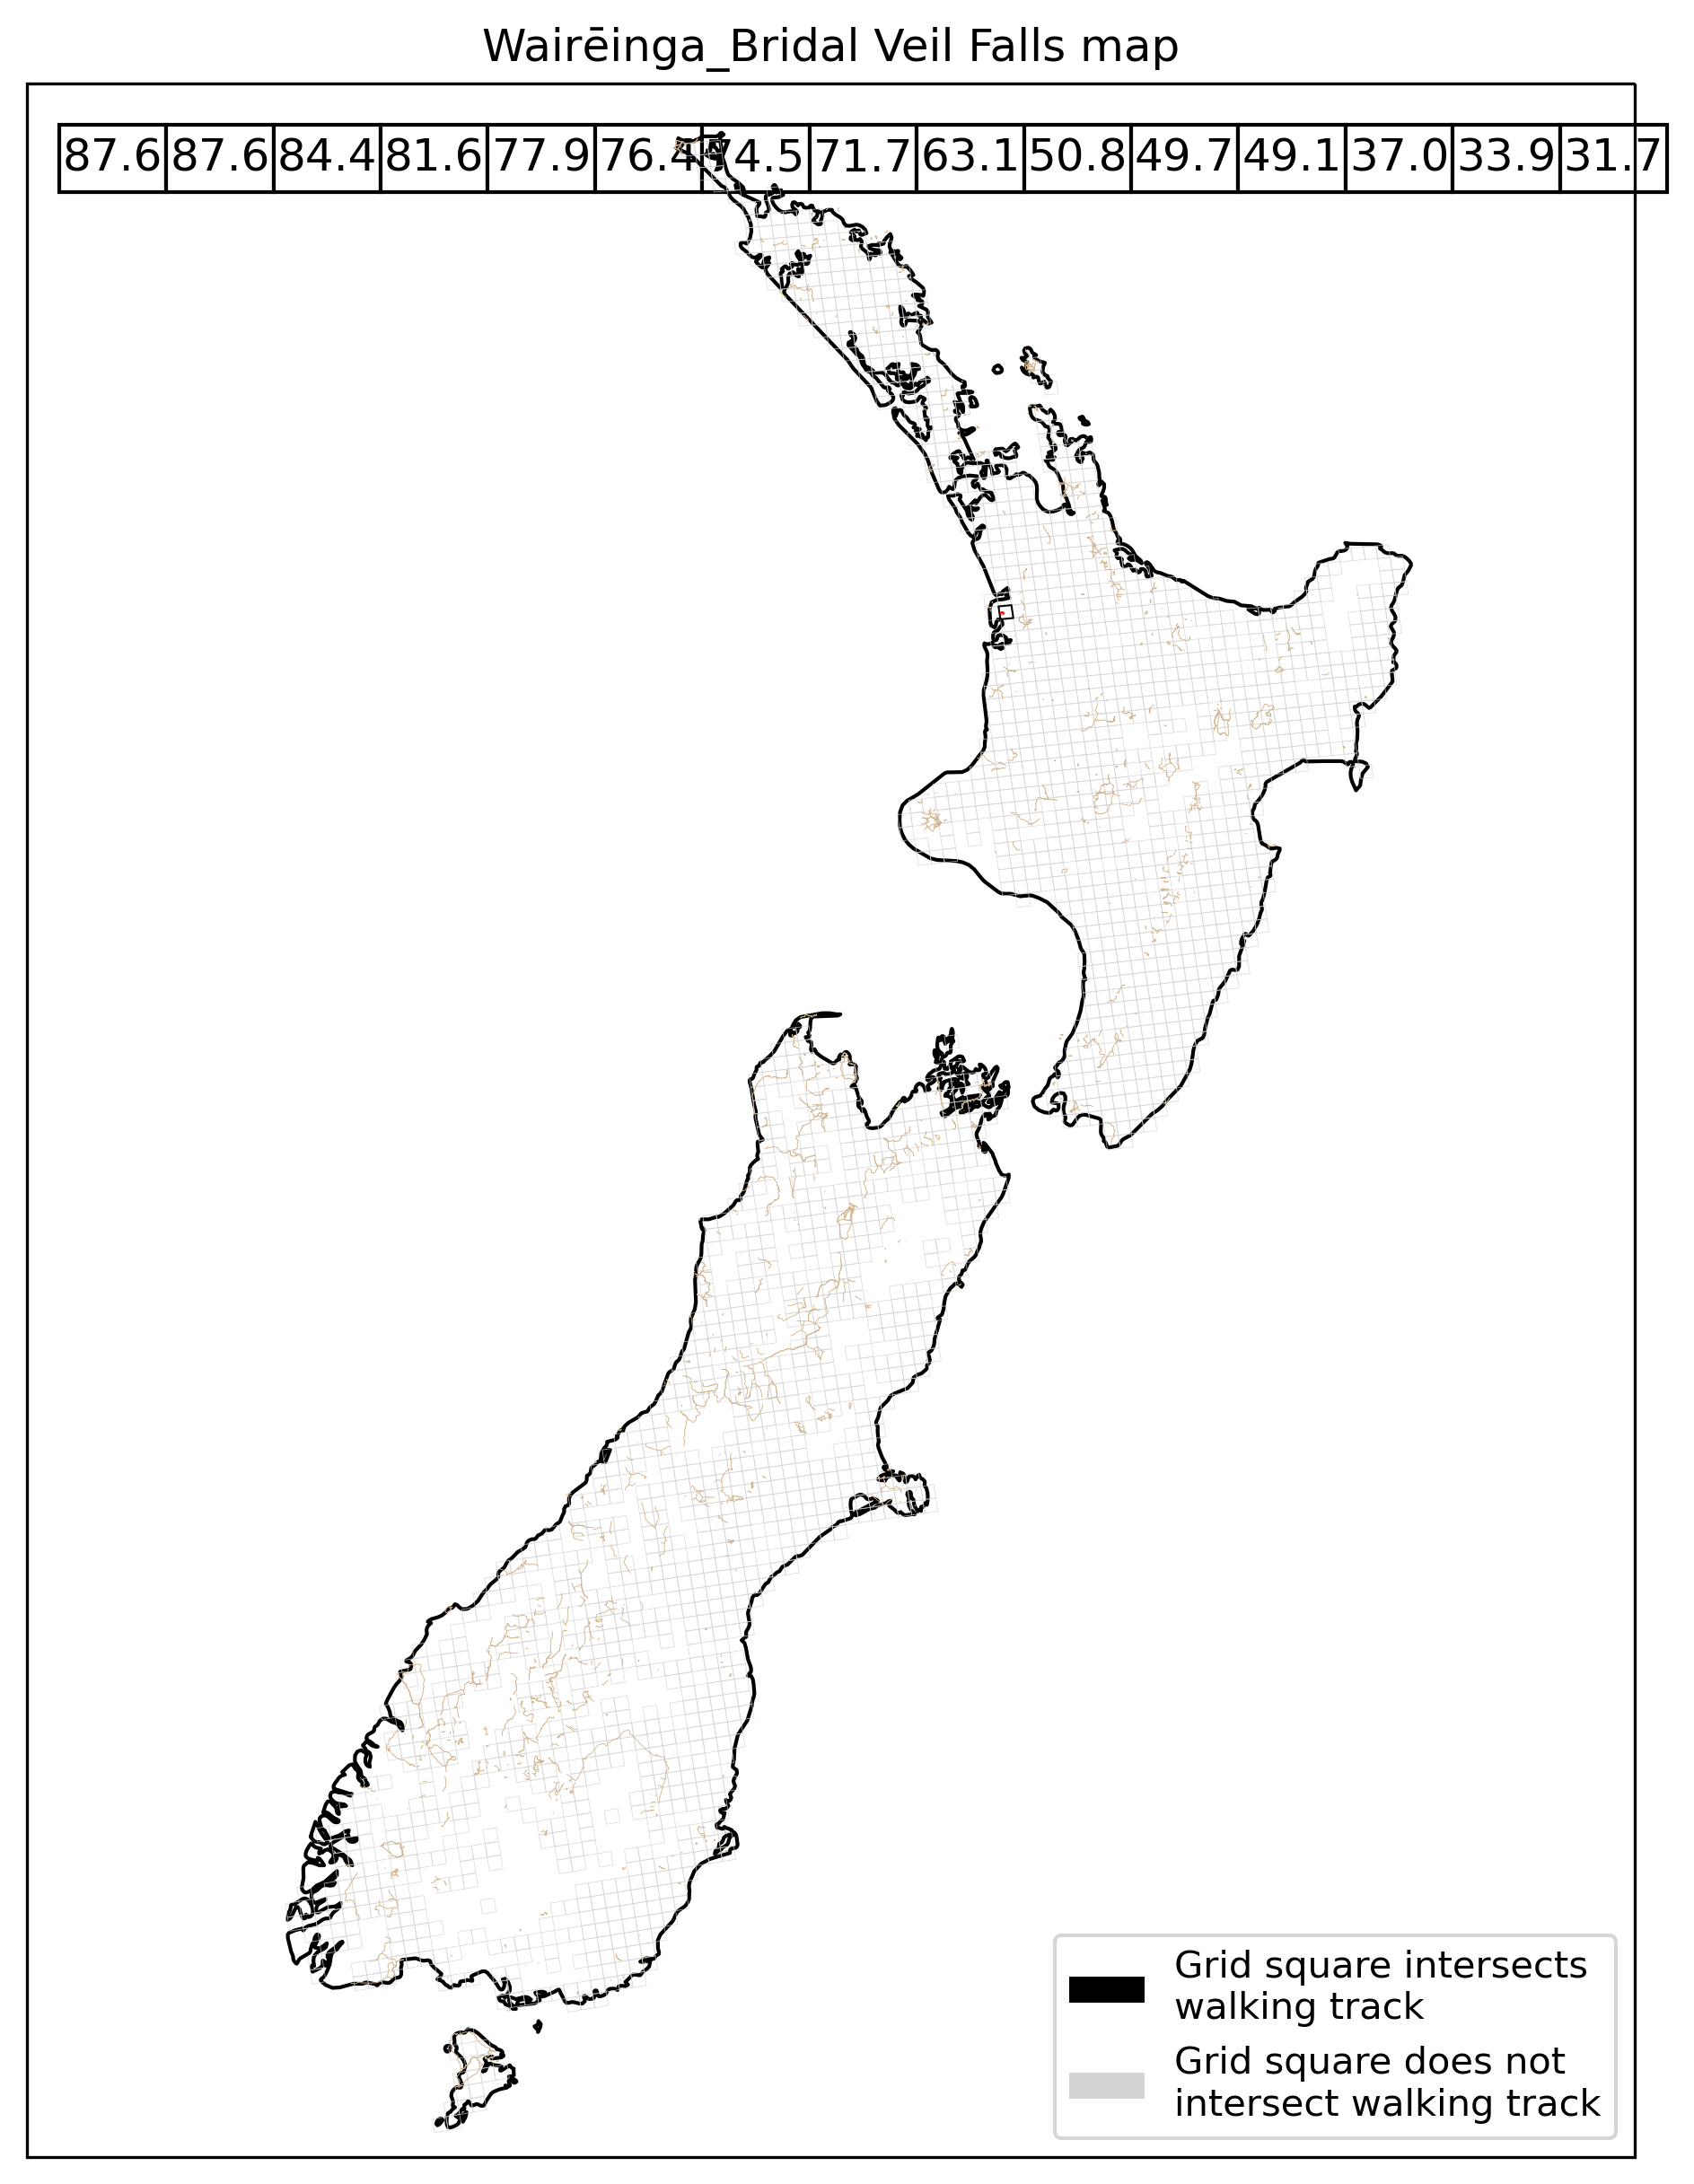 Wairēinga_Bridal Veil Falls map
87.6 87.6 84.4 81.6 77.9 76.4 74.5 71.7 63.1 50.8 49.7 49.1 37.0 33.9 31.7
Grid square intersects
walking track
Grid square does not
intersect walking track